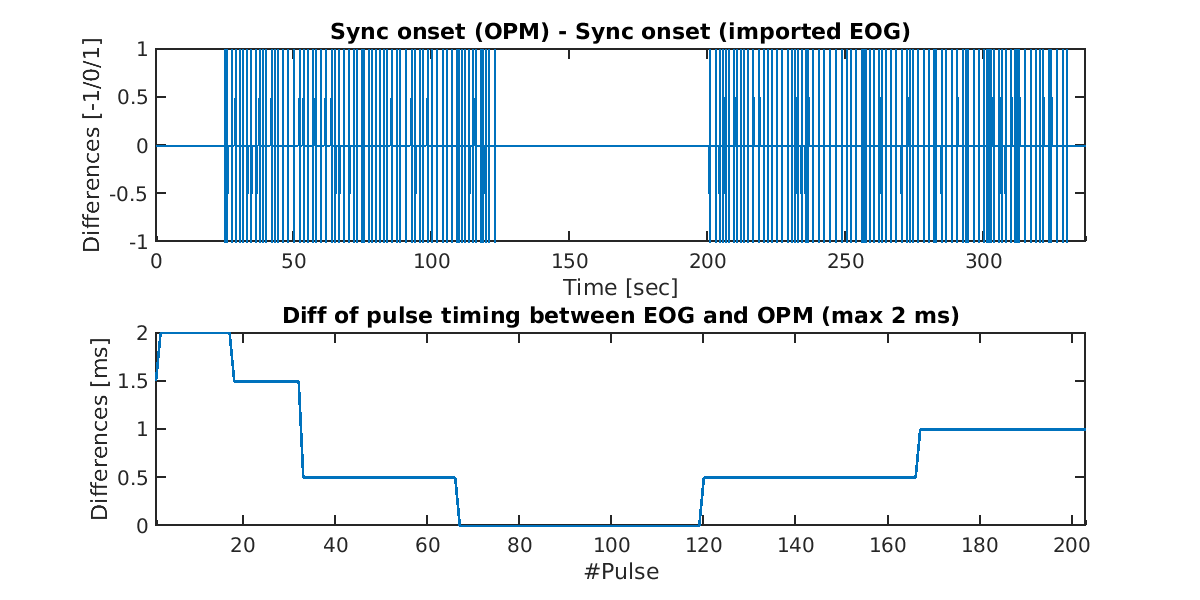 Sync onset (OPM) - Sync onset (imported EOG)
Differences [-1/0/1]
1
0.5
0
-0.5
-1
0 50 100 150 200 250 300
Time [sec]
Diff of pulse timing between EOG and OPM (max 2 ms)
Differences [ms]
2
1.5
1
0.5
0
20 40 60 80 100 120 140 160 180 200
#Pulse